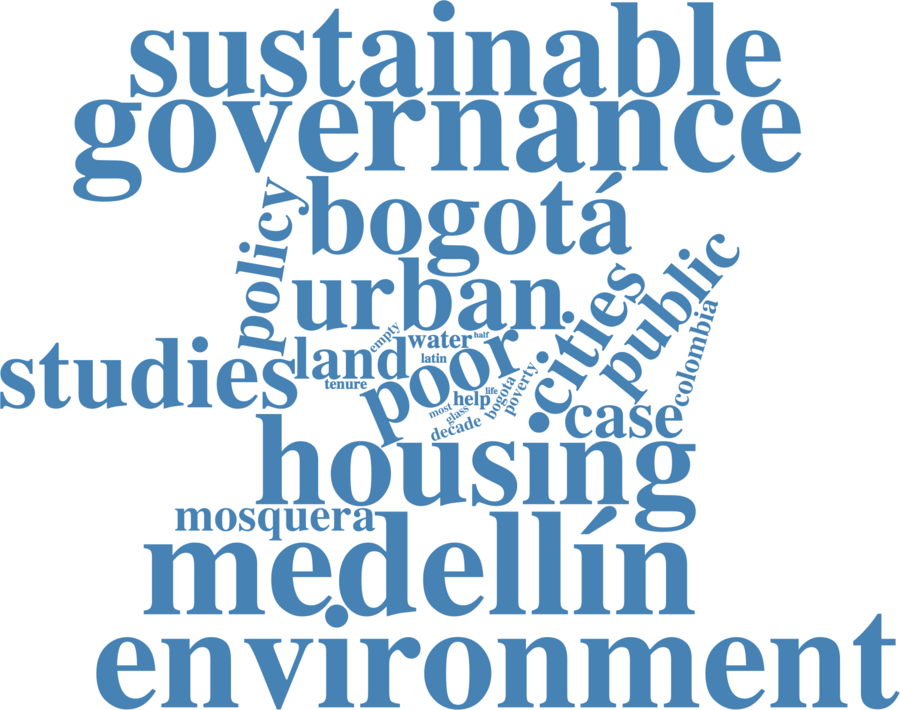 sustainable
governance
policy
bogotá
urban
cities
public
colombia
studies
land
empty
water
half
latin
tenure
poor
help
life
poverty
bogota
most
glass
decade
case
housing
mosquera
medellín
environment